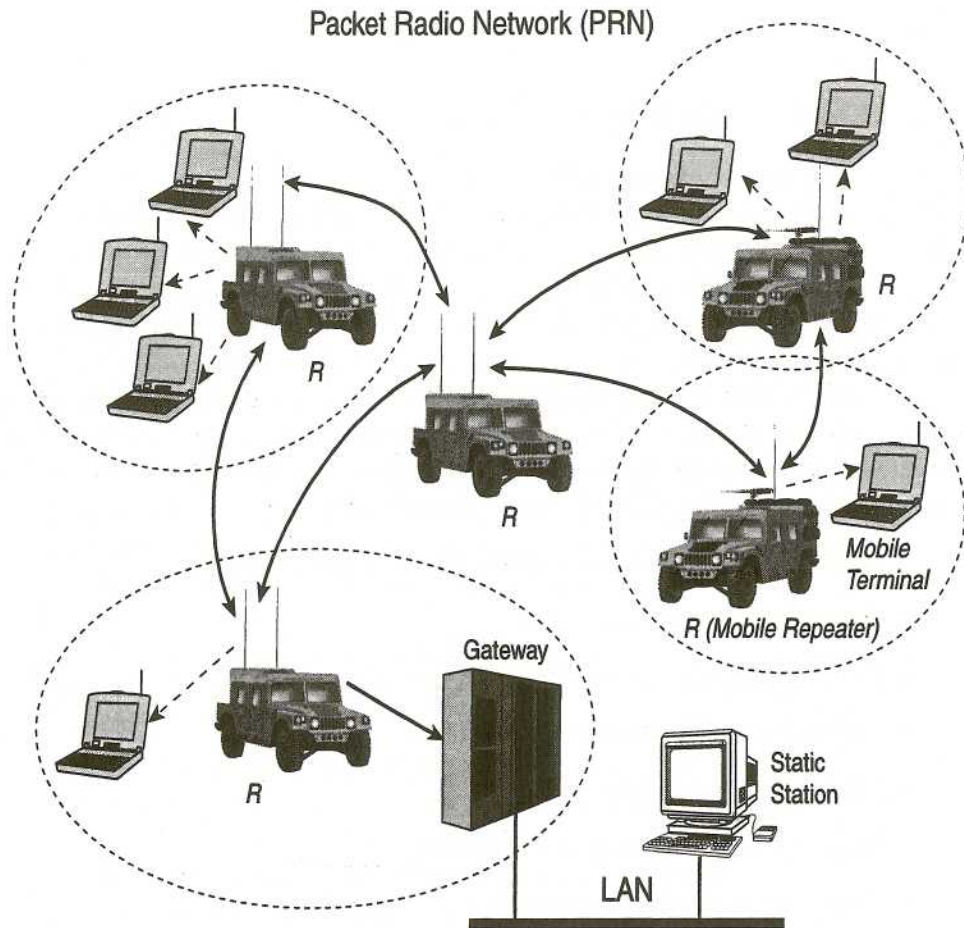 Packet Radio Network (PRN)
R
R
R
Mobile
Terminal
R (Mobile Repeater)
Gateway
R
Static
Station
LAN